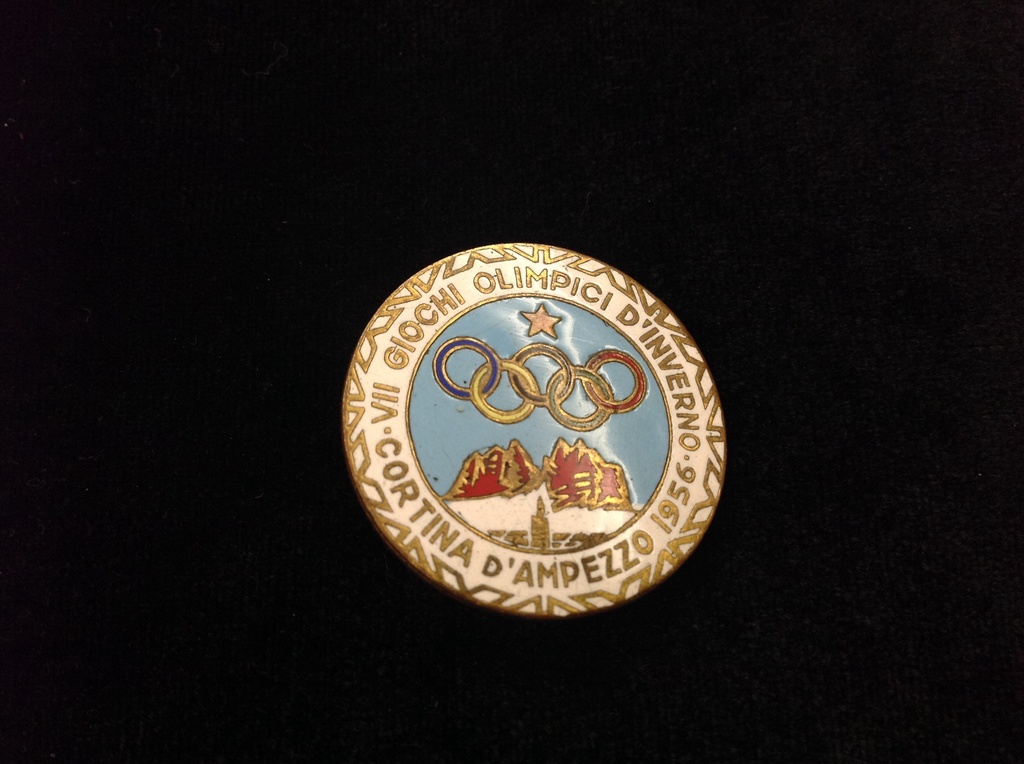 VII GIOCHI OLIMPICI D'INVERNO ·
CORTINA D'AMPEZZO 1956 ·